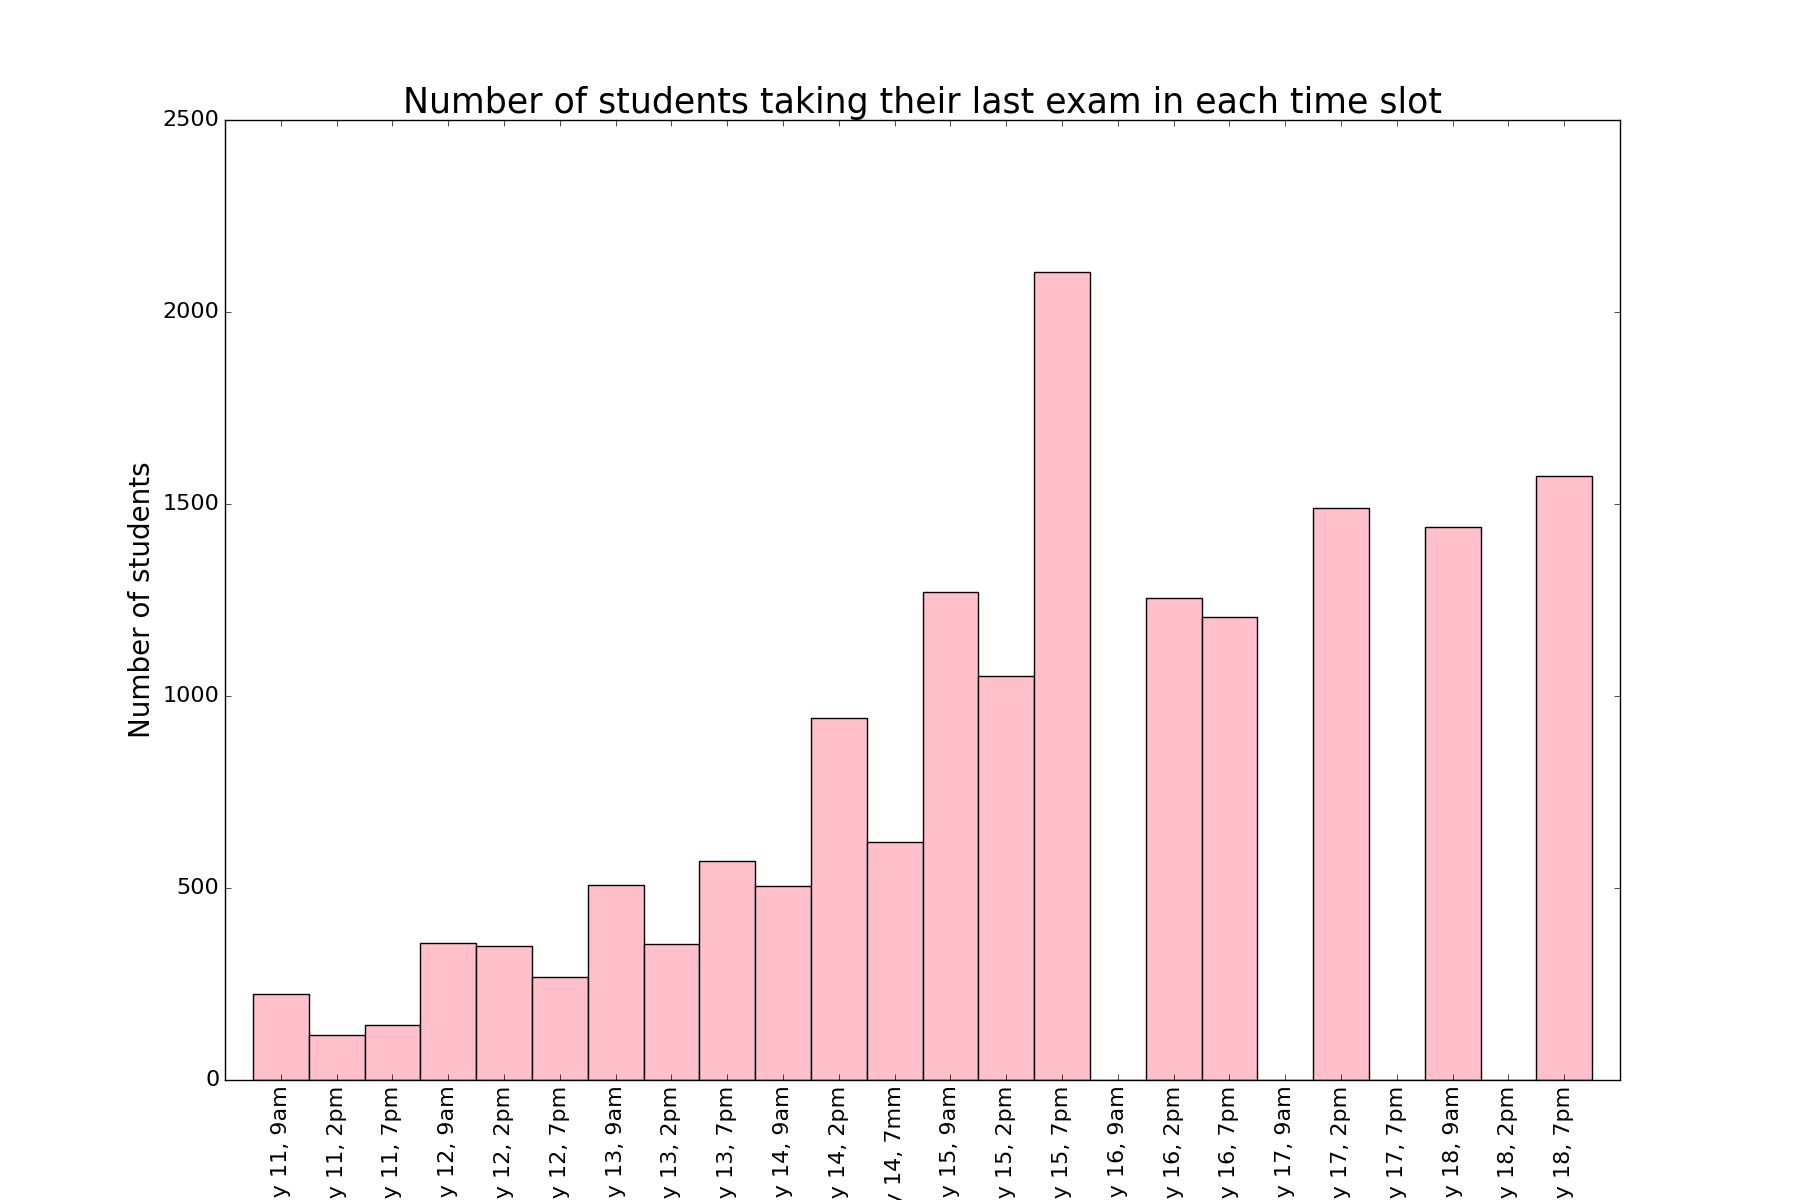 Number of students taking their last exam in each time slot
Number of students
2500
2000
1500
1000
500
0
y 11, 9am
y 11, 2pm
y 11, 7pm
y 12, 9am
y 12, 2pm
y 12, 7pm
y 13, 9am
y 13, 2pm
y 13, 7pm
y 14, 9am
y 14, 2pm
y 14, 7mm
y 15, 9am
y 15, 2pm
y 15, 7pm
y 16, 9am
y 16, 2pm
y 16, 7pm
y 17, 9am
y 17, 2pm
y 17, 7pm
y 18, 9am
y 18, 2pm
y 18, 7pm